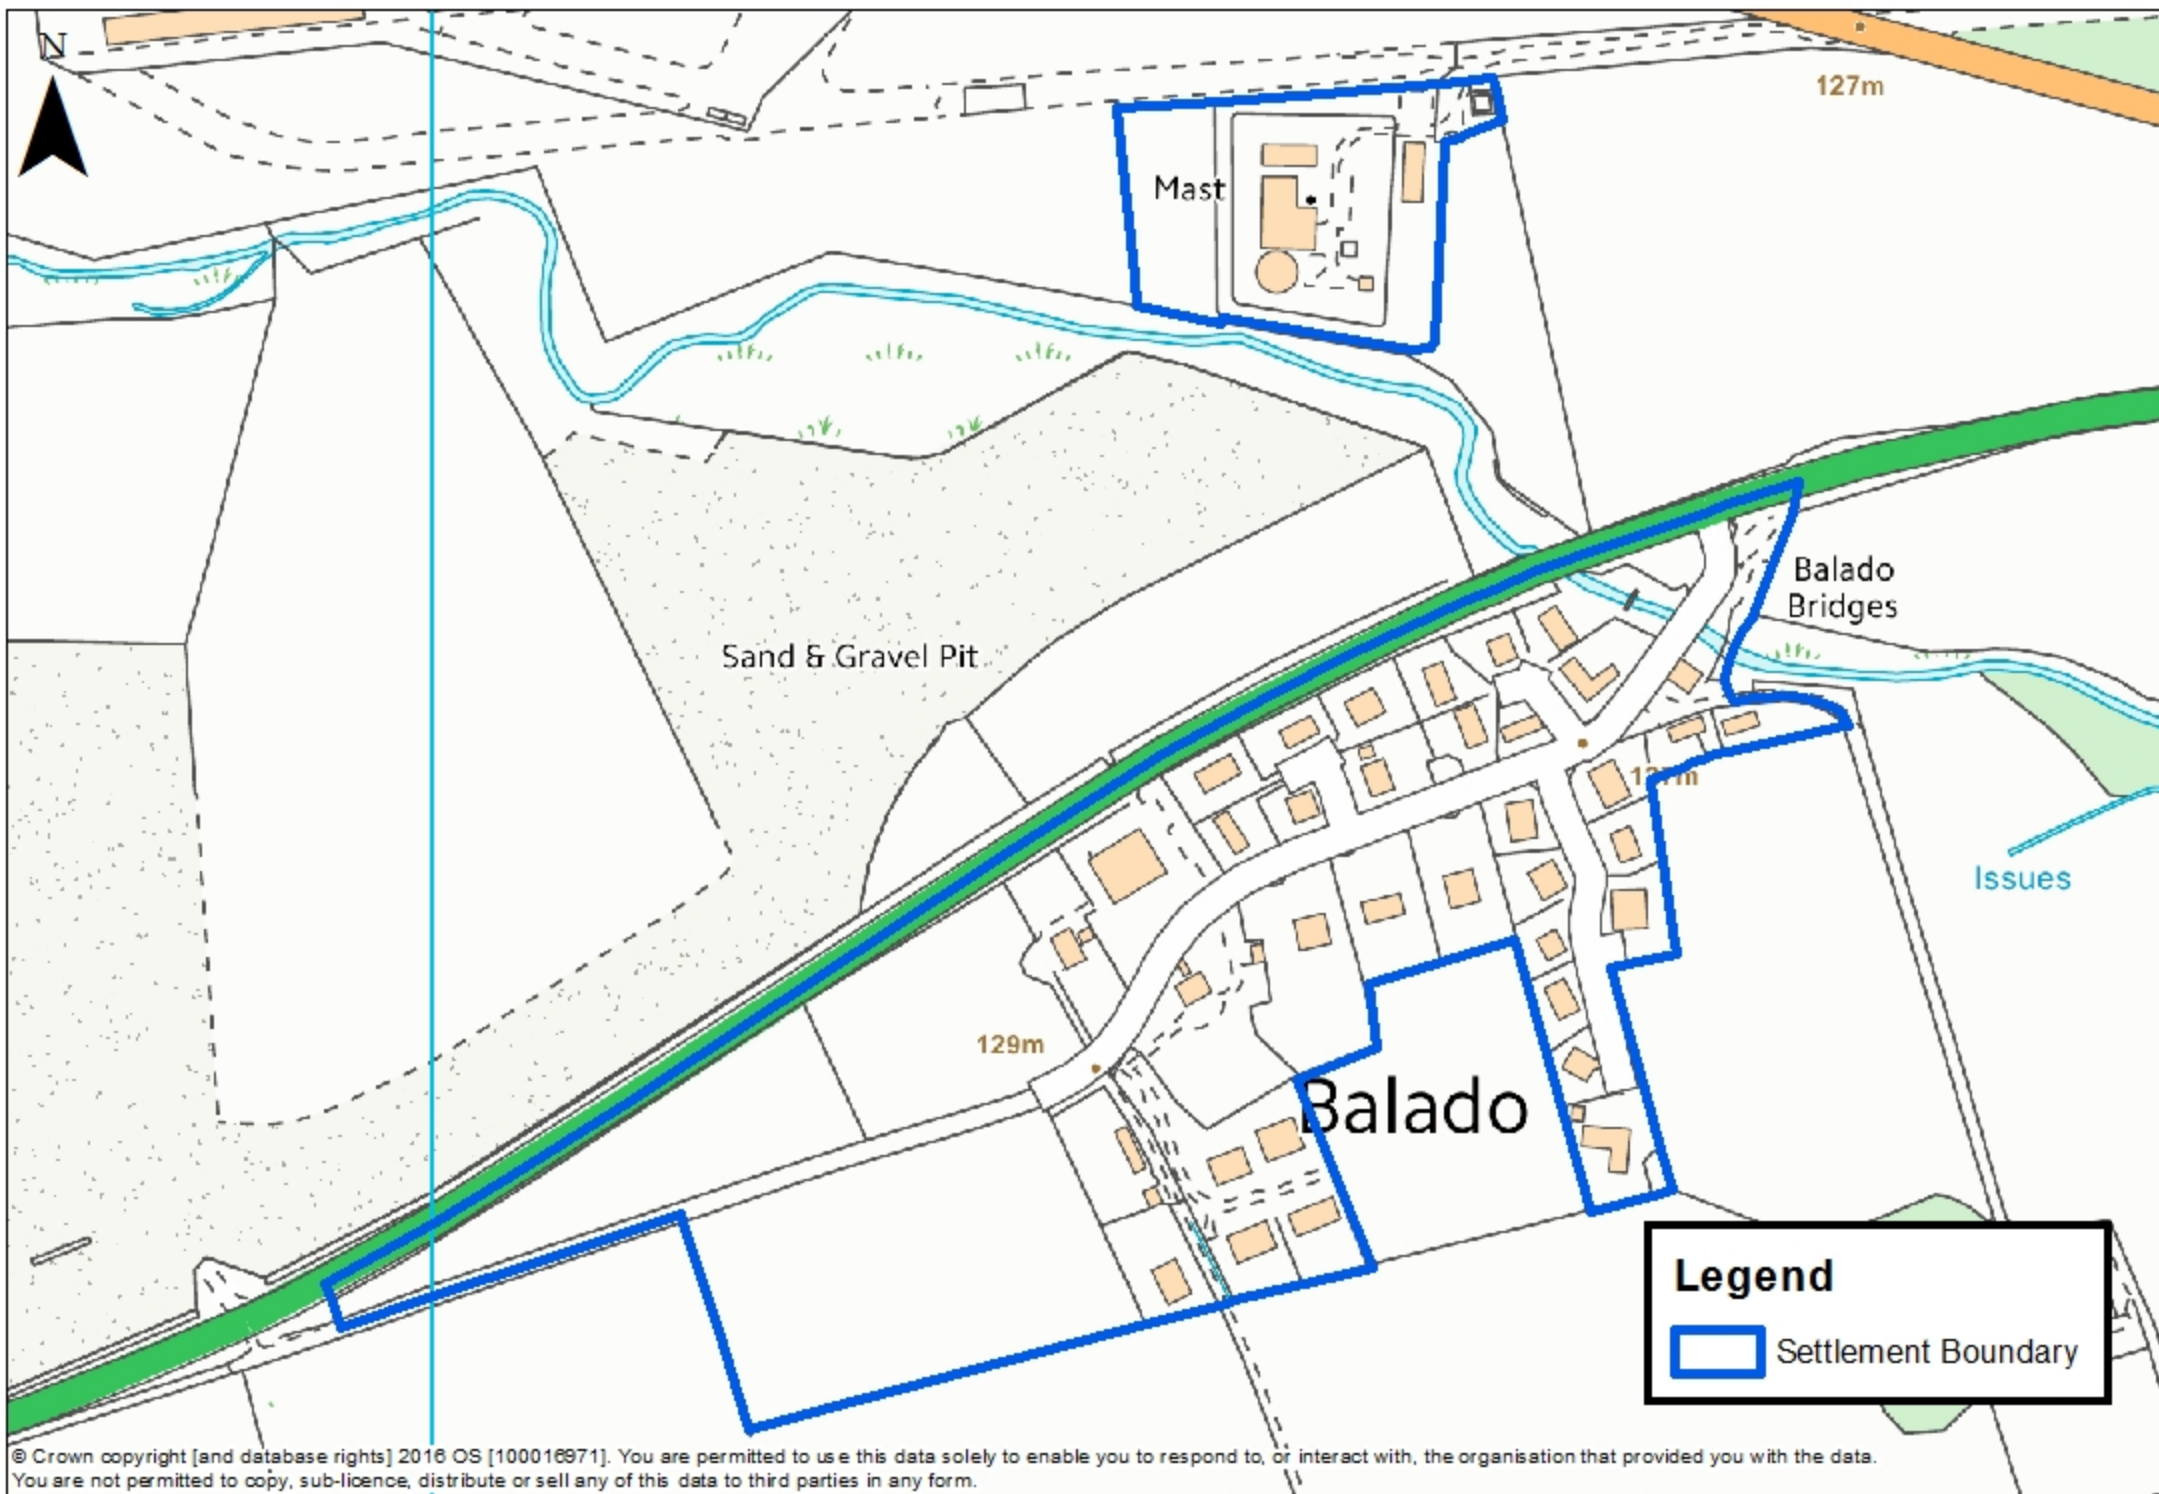 N
127m
Mast
Balado
Bridges
Sand & Gravel Pit
127m
Issues
129m
Balado
Legend
Settlement Boundary
© Crown copyright [and database rights] 2016 OS [100016971]. You are permitted to use this data solely to enable you to respond to, or interact with, the organisation that provided you with the data.
You are not permitted to copy, sub-licence, distribute or sell any of this data to third parties in any form.